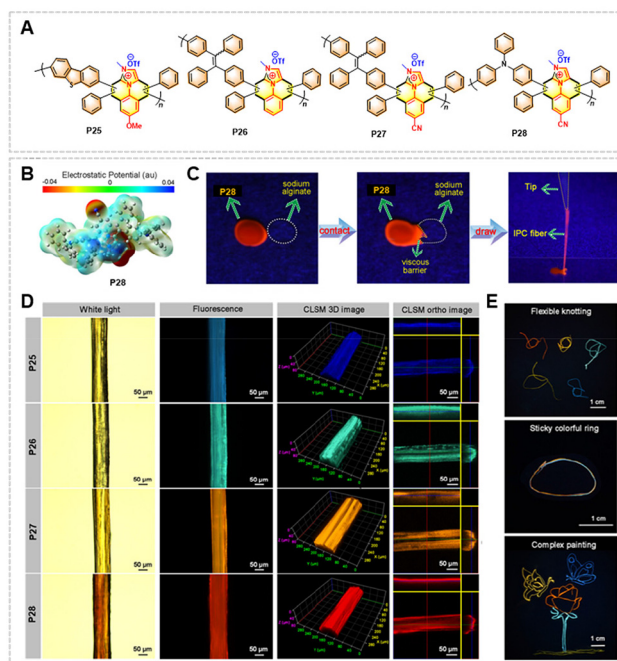 A
N
⊖
OTf
N
⊕
S
OMe
n
P25
N
⊖
OTf
N
⊕
n
P26
N
⊖
OTf
N
⊕
CN
n
P27
N
N
⊖
OTf
N
⊕
CN
n
P28
B
Electrostatic Potential (au)
-0.04 0 0.04
P28
C
P28
sodium
alginate
contact
P28
sodium
alginate
viscous
barrier
draw
Tip
IPC fiber
D
White light
Fluorescence
CLSM 3D image
CLSM ortho image
P25
50 µm
50 µm
50 µm
P26
50 µm
50 µm
50 µm
P27
50 µm
50 µm
50 µm
P28
50 µm
50 µm
50 µm
E
Flexible knotting
1 cm
Sticky colorful ring
1 cm
Complex painting
1 cm